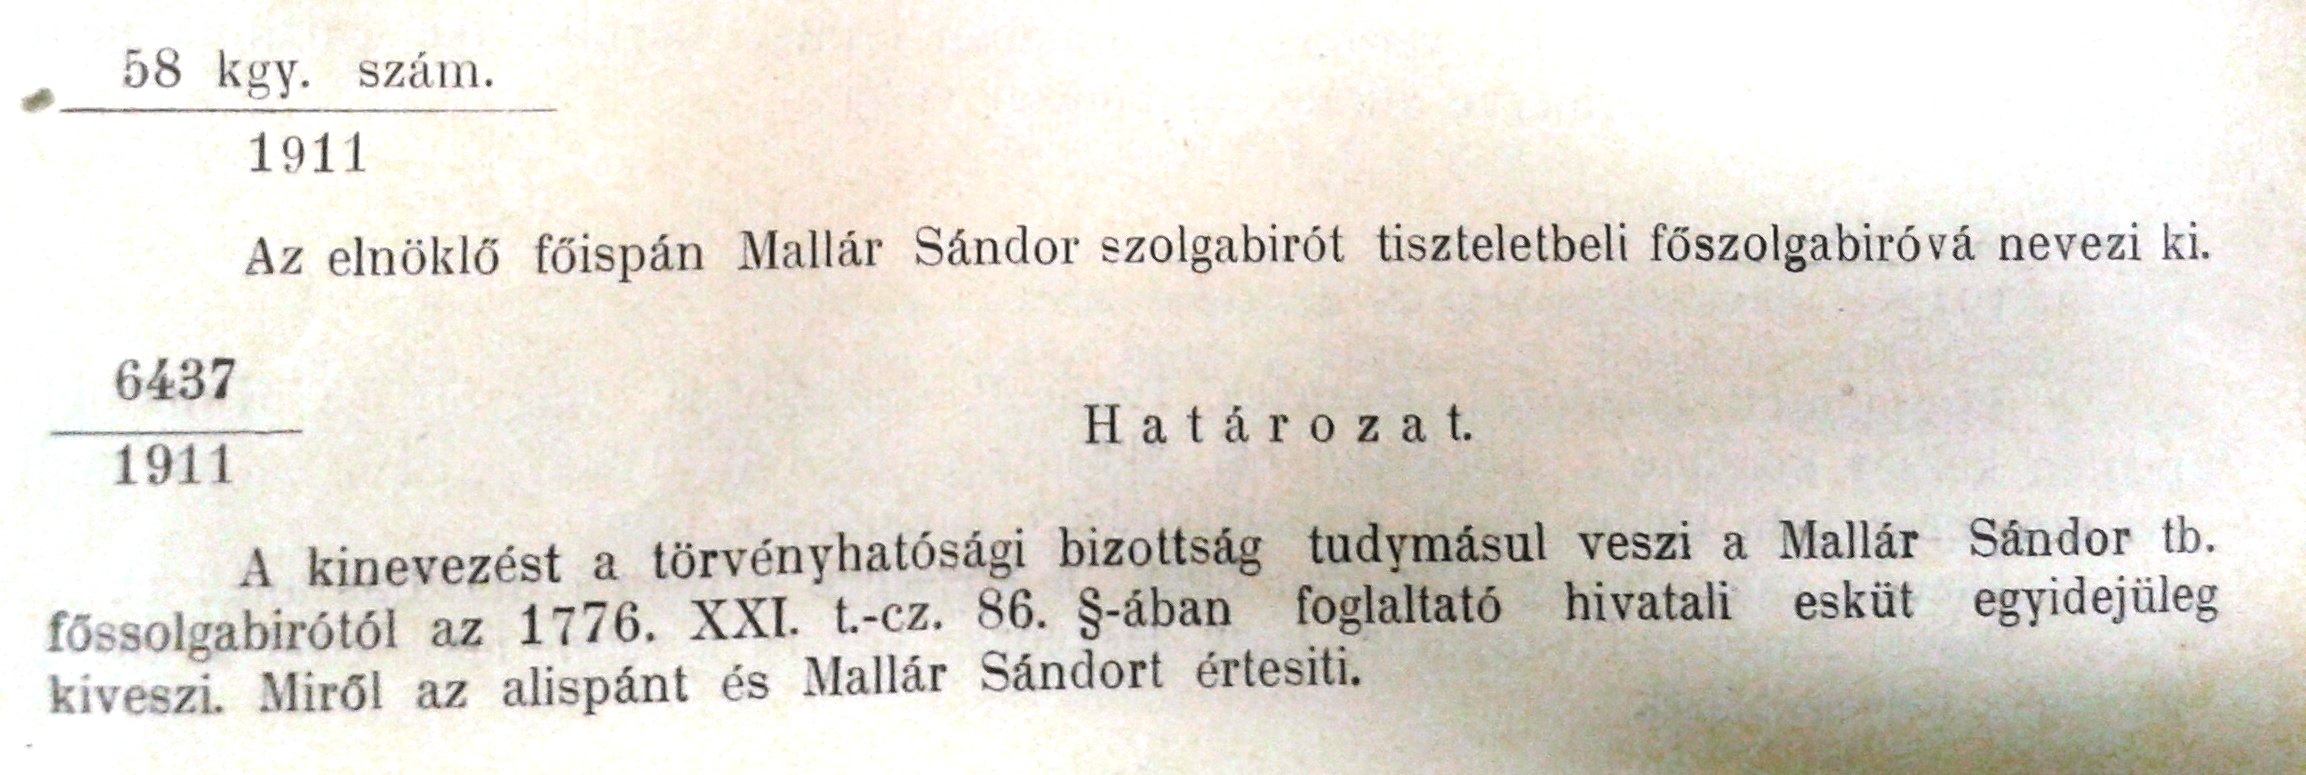 58 kgy. szám.
1911
Az elnöklő főispán Mallár Sándor szolgabirót tiszteletbeli főszolgabiróvá nevezi ki.
6437
1911
Határozat.
A kinevezést a törvényhatósági bizottság tudymásul veszi a Mallár Sándor tb.
főssolgabirótól az 1776. XXI. t.-cz. 86. §-ában foglaltató hivatali esküt egyidejüleg
kiveszi. Miről az alispánt és Mallár Sándort értesiti.